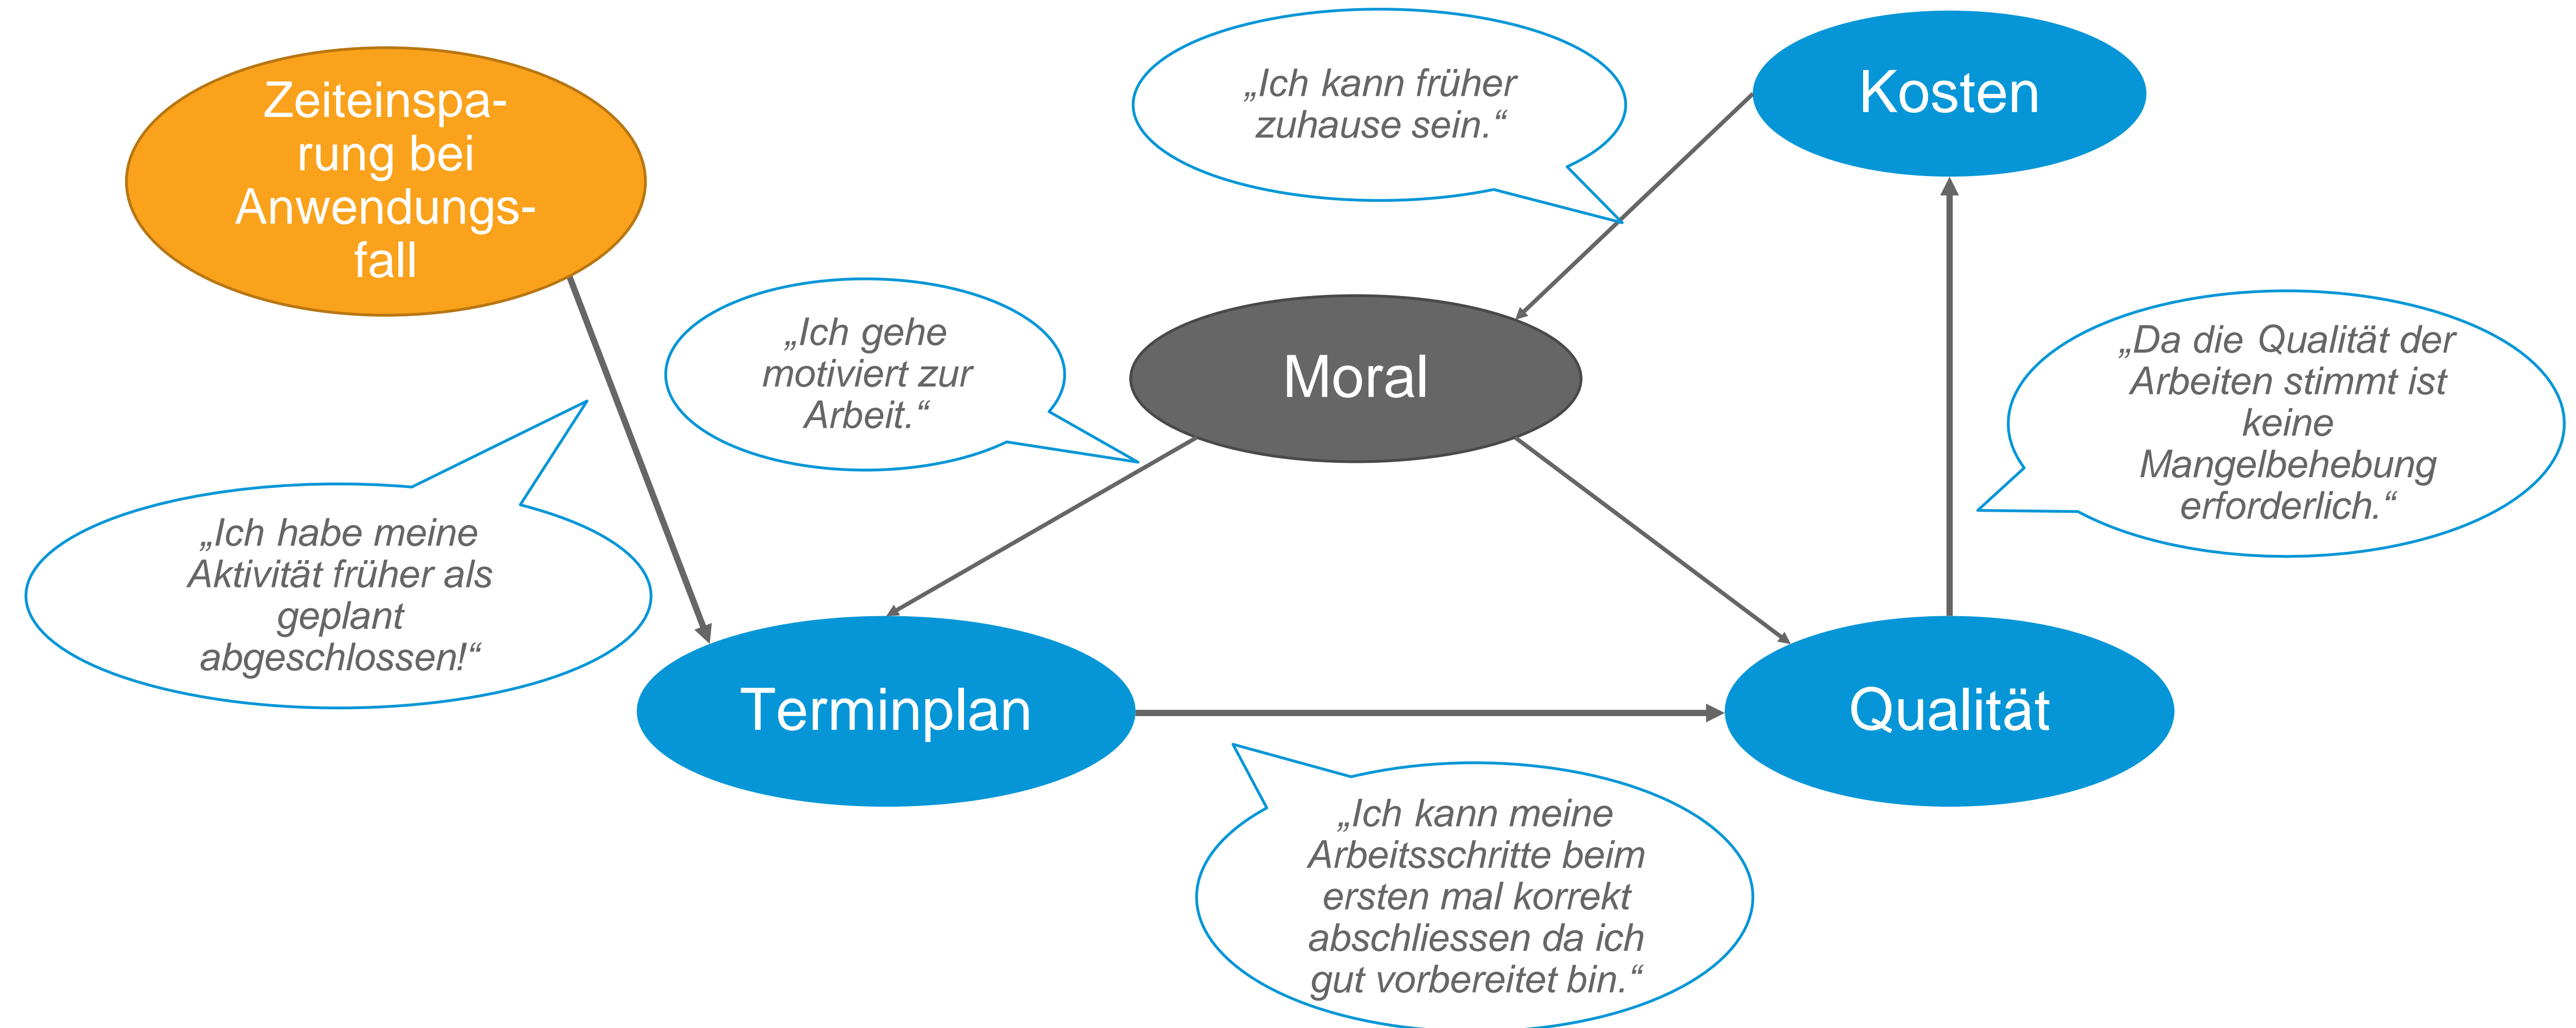 Zeiteinspa-
rung bei
Anwendungs-
fall
„Ich kann früher
zuhause sein.“
Kosten
„Ich gehe
motiviert zur
Arbeit.“
Moral
„Da die Qualität der
Arbeiten stimmt ist
keine
Mangelbehebung
erforderlich.“
„Ich habe meine
Aktivität früher als
geplant
abgeschlossen!“
Terminplan
Qualität
„Ich kann meine
Arbeitsschritte beim
ersten mal korrekt
abschliessen da ich
gut vorbereitet bin.“